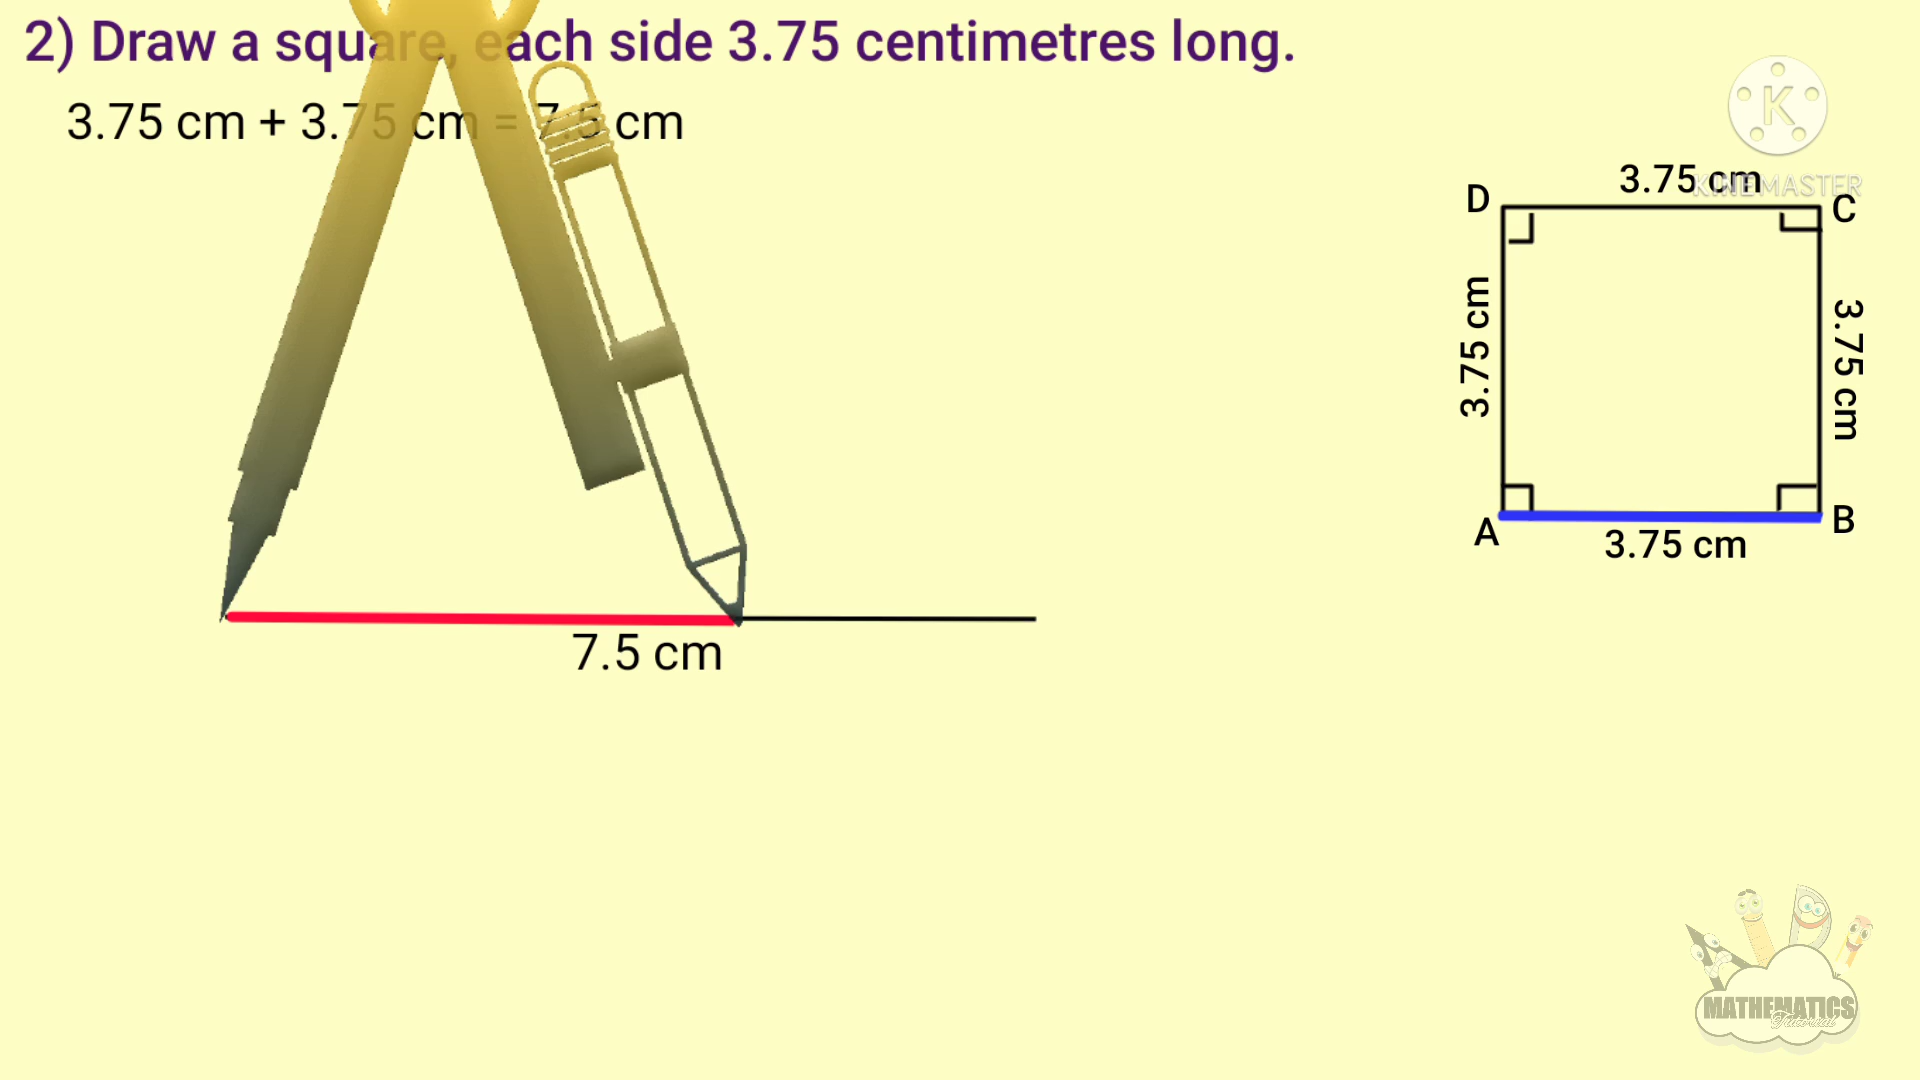 2) Draw a square, each side 3.75 centimetres long.
3.75 cm + 3.75 cm = 7.5 cm
K
KINEMASTER
3.75 cm
D
C
3.75 cm
3.75 cm
A
B
3.75 cm
7.5 cm
MATHEMATICS
Tutorial